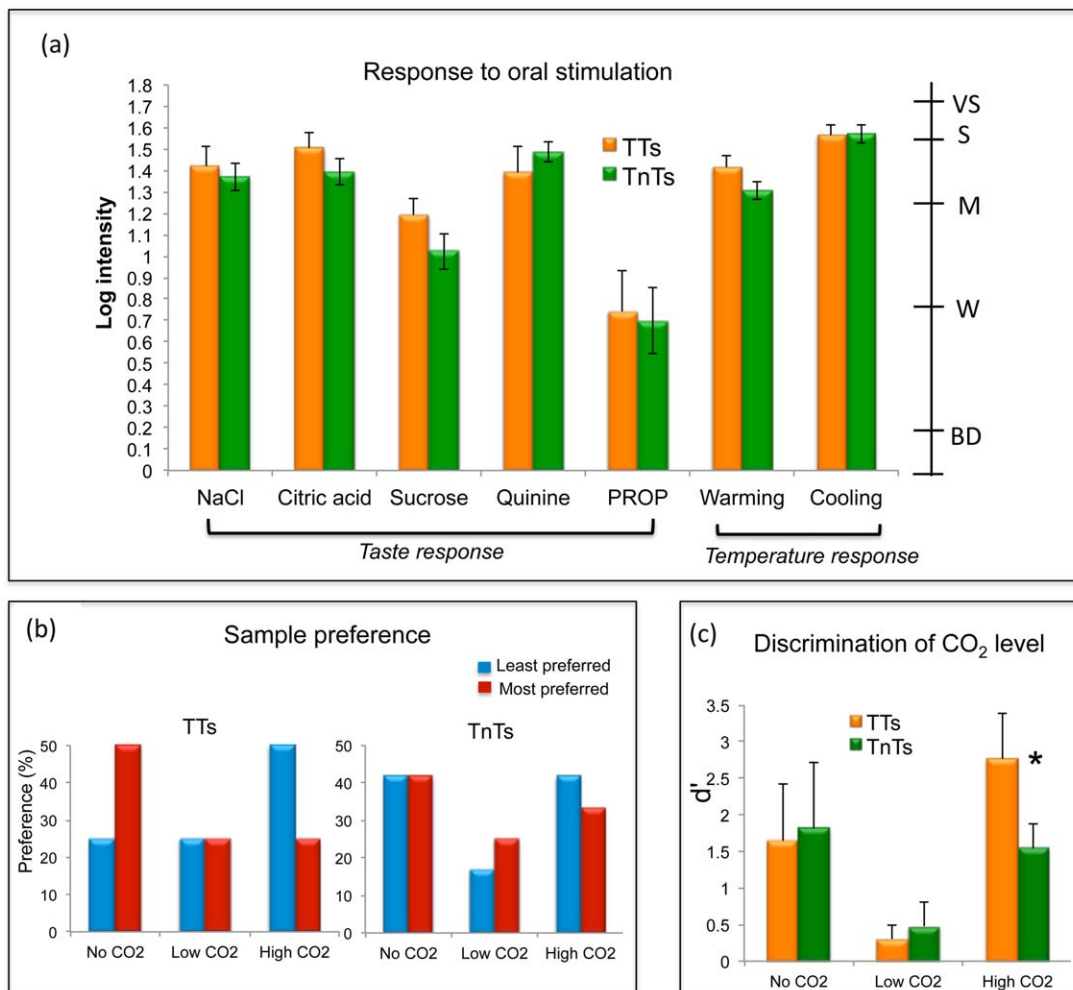 (a)
Response to oral stimulation
1.8
1.7
1.6
1.5
1.4
1.3
1.2
1.1
1
0.9
0.8
0.7
0.6
0.5
0.4
0.3
0.2
0.1
0
Log intensity
TTs
TnTs
VS
S
M
W
BD
NaCl Citric acid Sucrose Quinine PROP Warming Cooling
Taste response Temperature response
(b)
Sample preference
Least preferred
Most preferred
TTs
TnTs
Preference (%)
50
40
30
20
10
0
No CO2 Low CO2 High CO2
50
40
30
20
10
0
No CO2 Low CO2 High CO2
(c)
Discrimination of CO₂ level
TTs
TnTs
d'
3.5
3
2.5
2
1.5
1
0.5
0
*
No CO2 Low CO2 High CO2